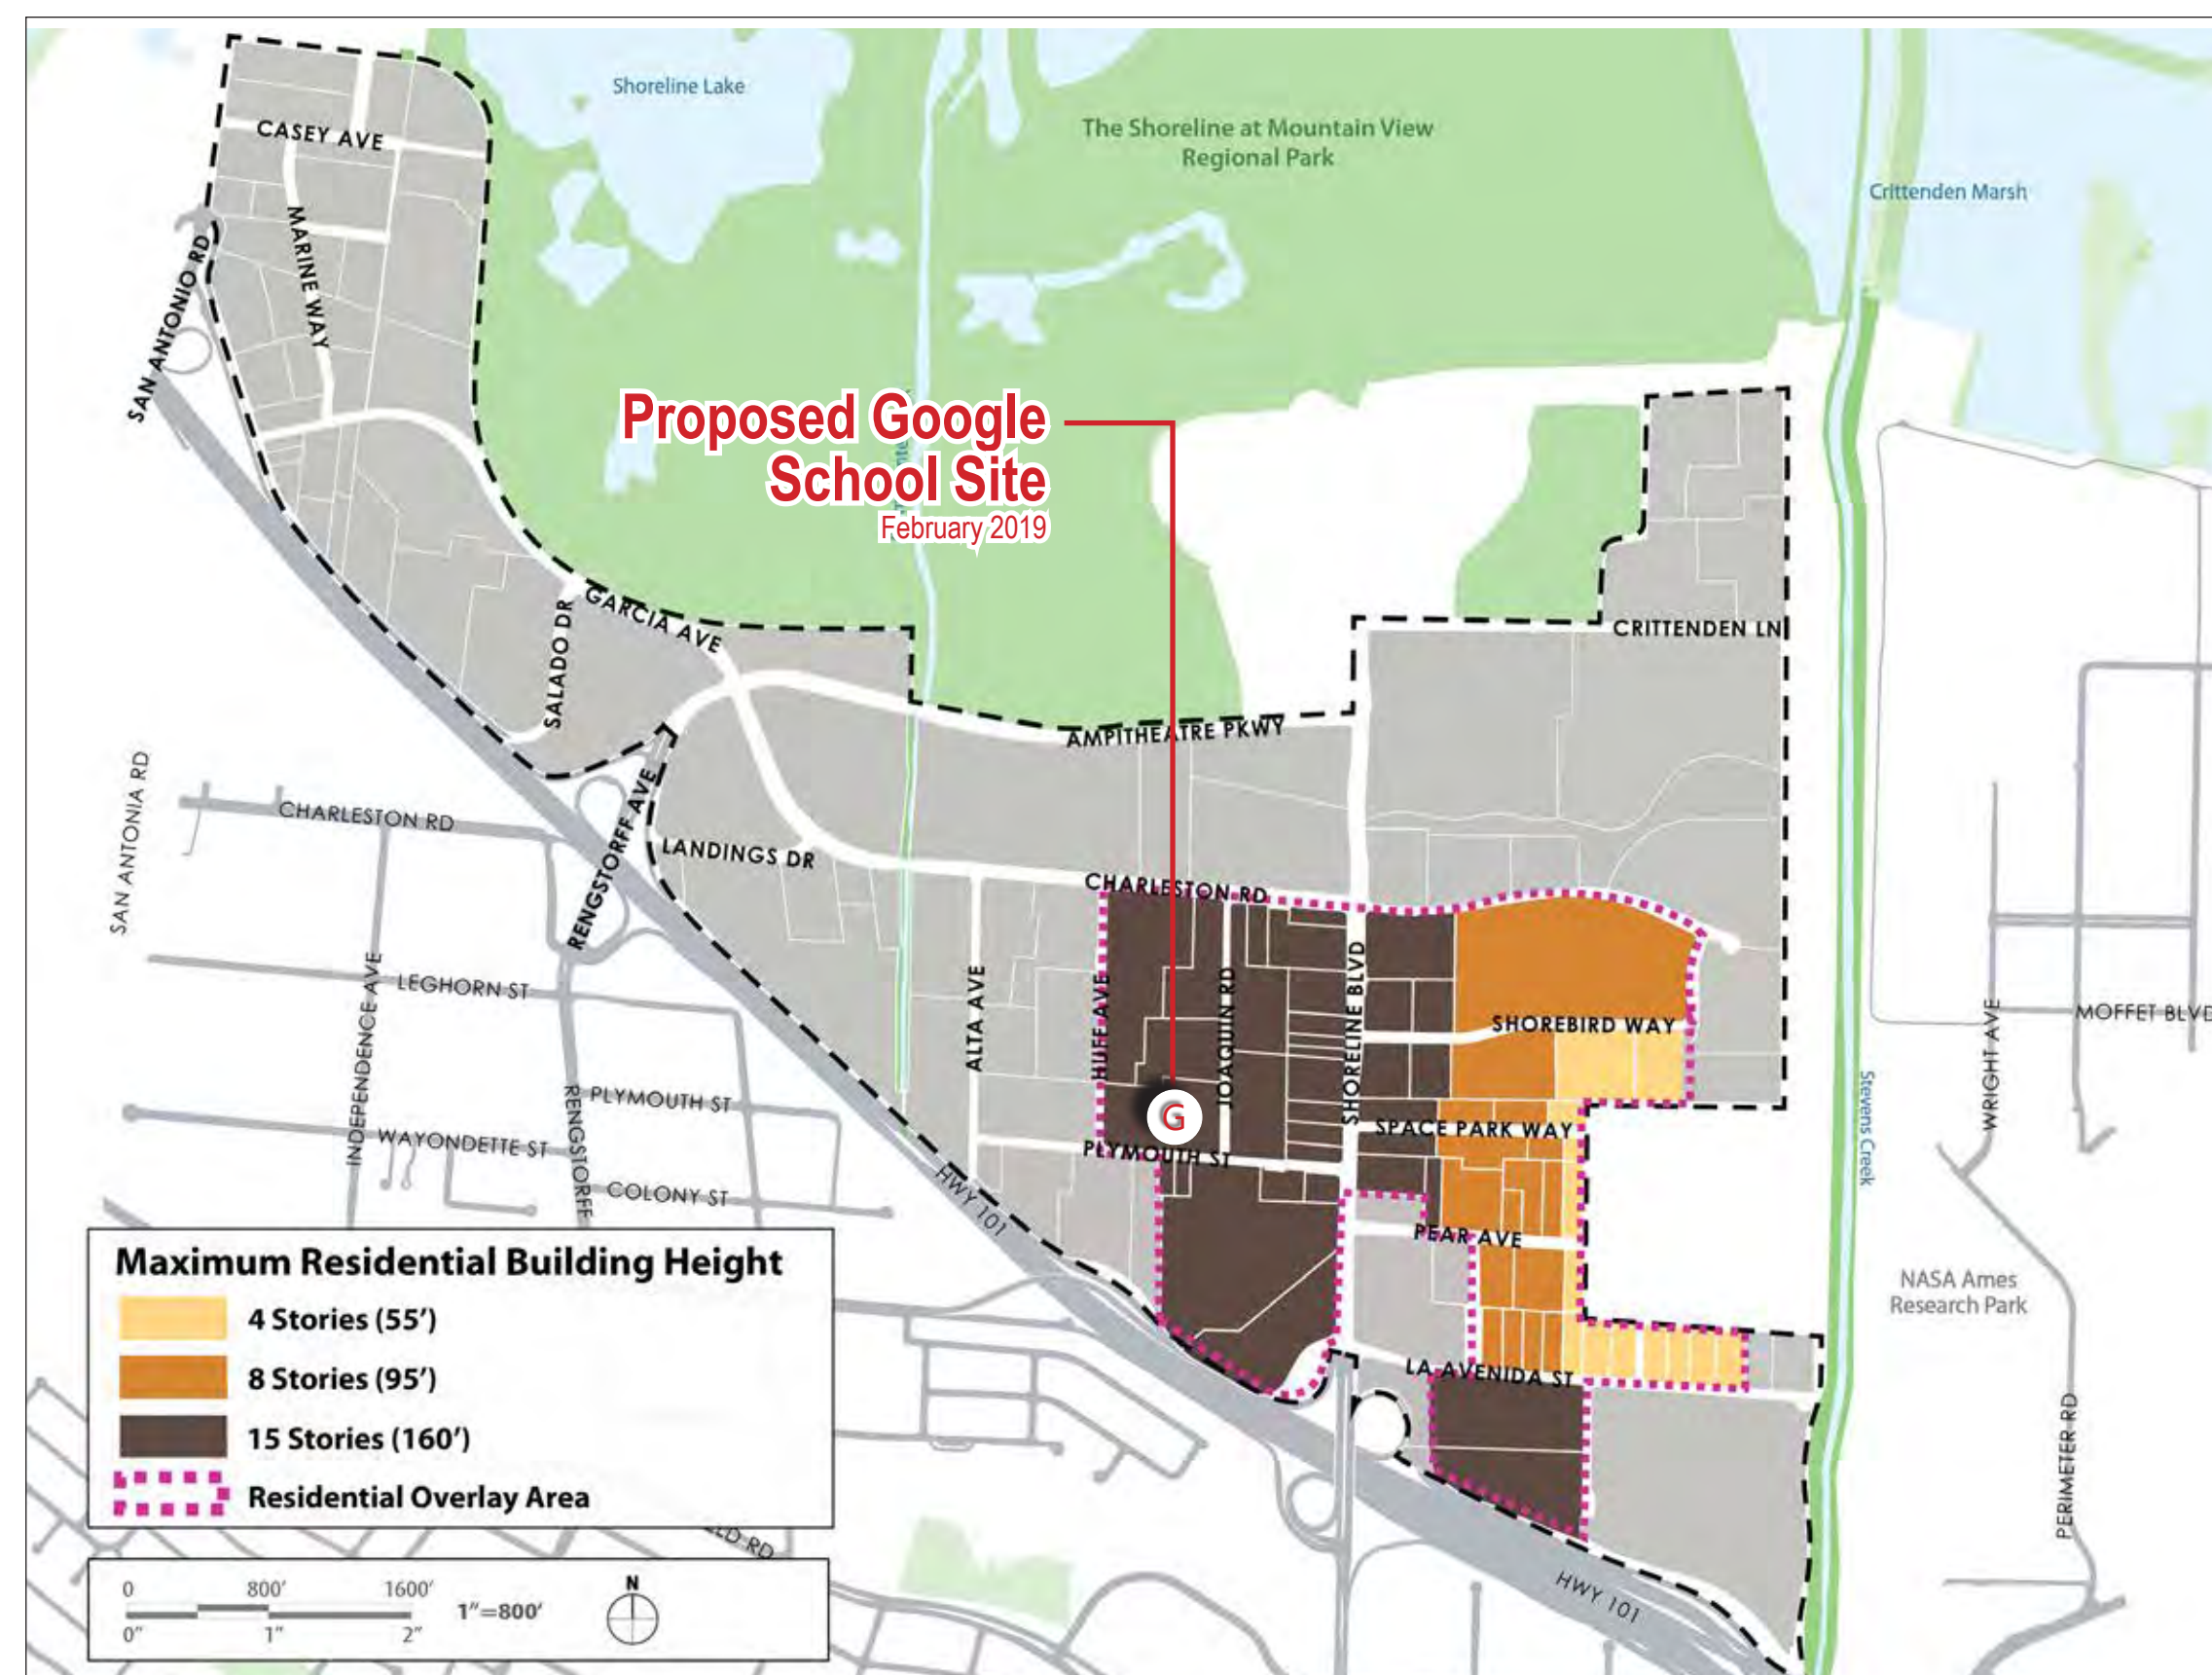 Shoreline Lake
The Shoreline at Mountain View
Regional Park
Crittenden Marsh
CASEY AVE
MARINE WAY
SAN ANTONIO RD
Proposed Google
School Site
February 2019
GARCIA AVE
SALADO DR
CRITTENDEN LN
AMPITHEATRE PKWY
SAN ANTONIA RD
CHARLESTON RD
RENGSTORFF AVE
LANDINGS DR
CHARLESTON RD
INDEPENDENCE AVE
LEGHORN ST
ALTA AVE
HUFF AVE
JOAQUIN RD
SHORELINE BLVD
SHOREBIRD WAY
WRIGHT AVE
MOFFET BLVD
PLYMOUTH ST
RENGSTORFF
G
SPACE PARK WAY
Stevens Creek
WAYONDETTE ST
PLYMOUTH ST
COLONY ST
HWY 101
PEAR AVE
NASA Ames
Research Park
LA AVENIDA ST
PERIMETER RD
HWY 101
Maximum Residential Building Height
4 Stories (55’)
8 Stories (95’)
15 Stories (160’)
Residential Overlay Area
RD
0 800’ 1600’
1”=800’
0” 1” 2”
N